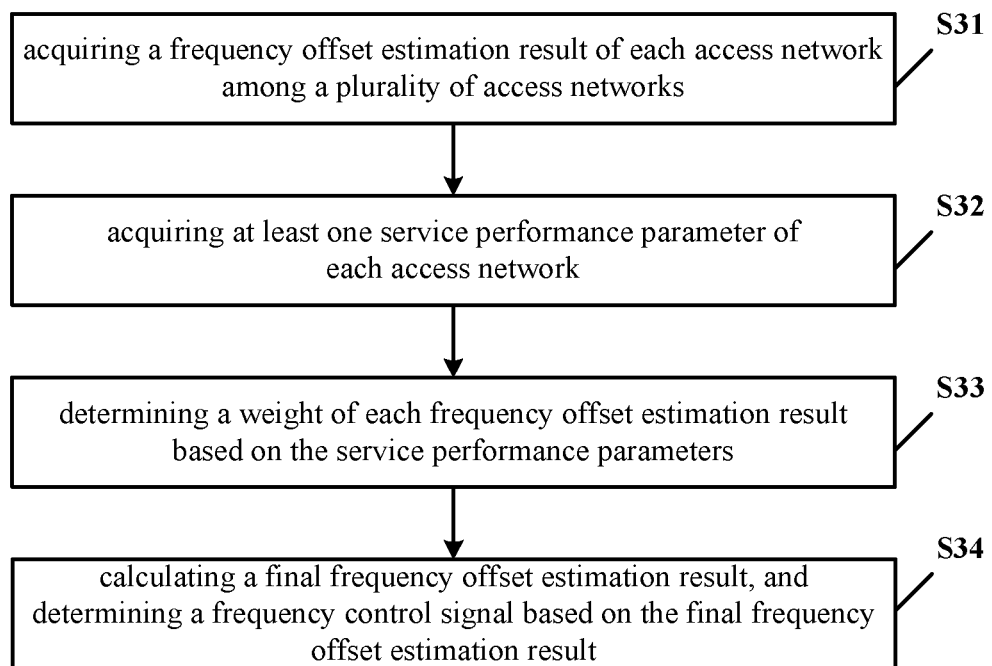 S31
acquiring a frequency offset estimation result of each access network
among a plurality of access networks
S32
acquiring at least one service performance parameter of
each access network
S33
determining a weight of each frequency offset estimation result
based on the service performance parameters
S34
calculating a final frequency offset estimation result, and
determining a frequency control signal based on the final frequency
offset estimation result